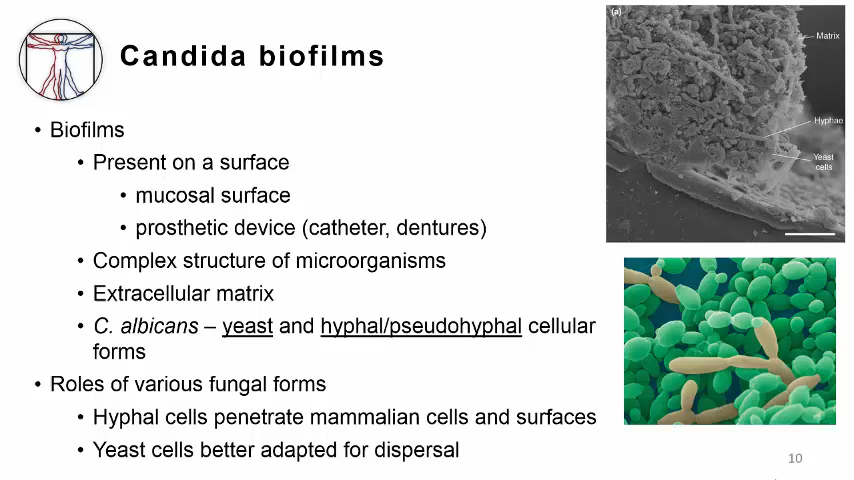 Candida biofilms
• Biofilms
• Present on a surface
• mucosal surface
• prosthetic device (catheter, dentures)
• Complex structure of microorganisms
• Extracellular matrix
• C. albicans – yeast and hyphal/pseudohyphal cellular
forms
• Roles of various fungal forms
• Hyphal cells penetrate mammalian cells and surfaces
• Yeast cells better adapted for dispersal
(a)
Matrix
Hyphae
Yeast
cells
10